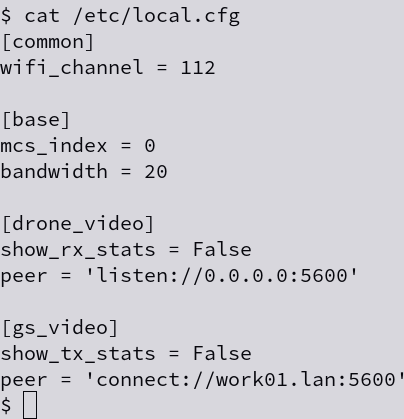 $ cat /etc/local.cfg
[common]
wifi_channel = 112

[base]
mcs_index = 0
bandwidth = 20

[drone_video]
show_rx_stats = False
peer = 'listen://0.0.0.0:5600'

[gs_video]
show_tx_stats = False
peer = 'connect://work01.lan:5600'
$